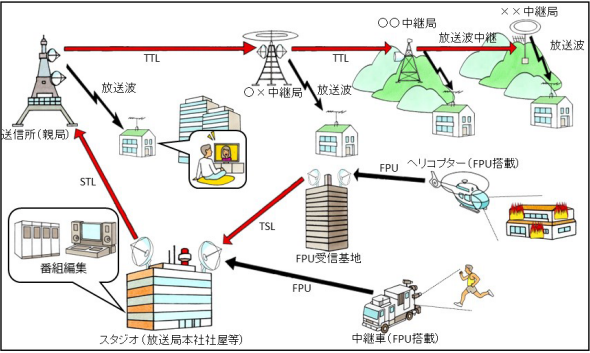 ○○中継局
××中継局
放送波中継
放送波
TTL
TTL
放送波
○×中継局
放送波
送信所(親局)
STL
TSL
FPU
ヘリコプター(FPU搭載)
番組編集
FPU受信基地
FPU
スタジオ(放送局本社社屋等)
中継車(FPU搭載)